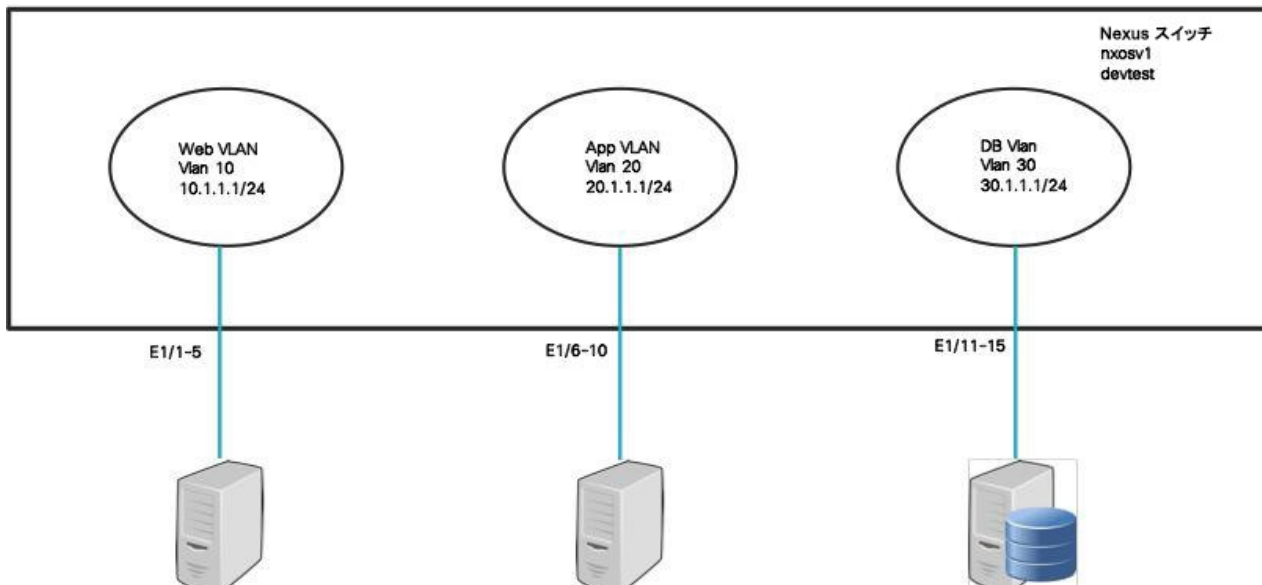 Nexus スイッチ
nxosv1
devtest
Web VLAN
Vlan 10
10.1.1.1/24
App VLAN
Vlan 20
20.1.1.1/24
DB Vlan
Vlan 30
30.1.1.1/24
E1/1-5
E1/6-10
E1/11-15